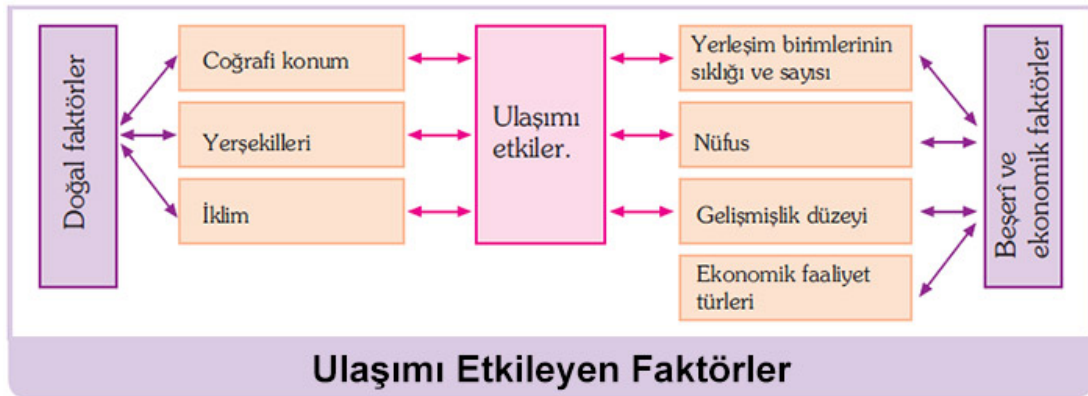 Doğal faktörler
Coğrafi konum
Yerşekilleri
İklim
Ulaşımı
etkiler.
Yerleşim birimlerinin
sıklığı ve sayısı
Nüfus
Gelişmişlik düzeyi
Ekonomik faaliyet
türleri
Beşerî ve
ekonomik faktörler
Ulaşımı Etkileyen Faktörler